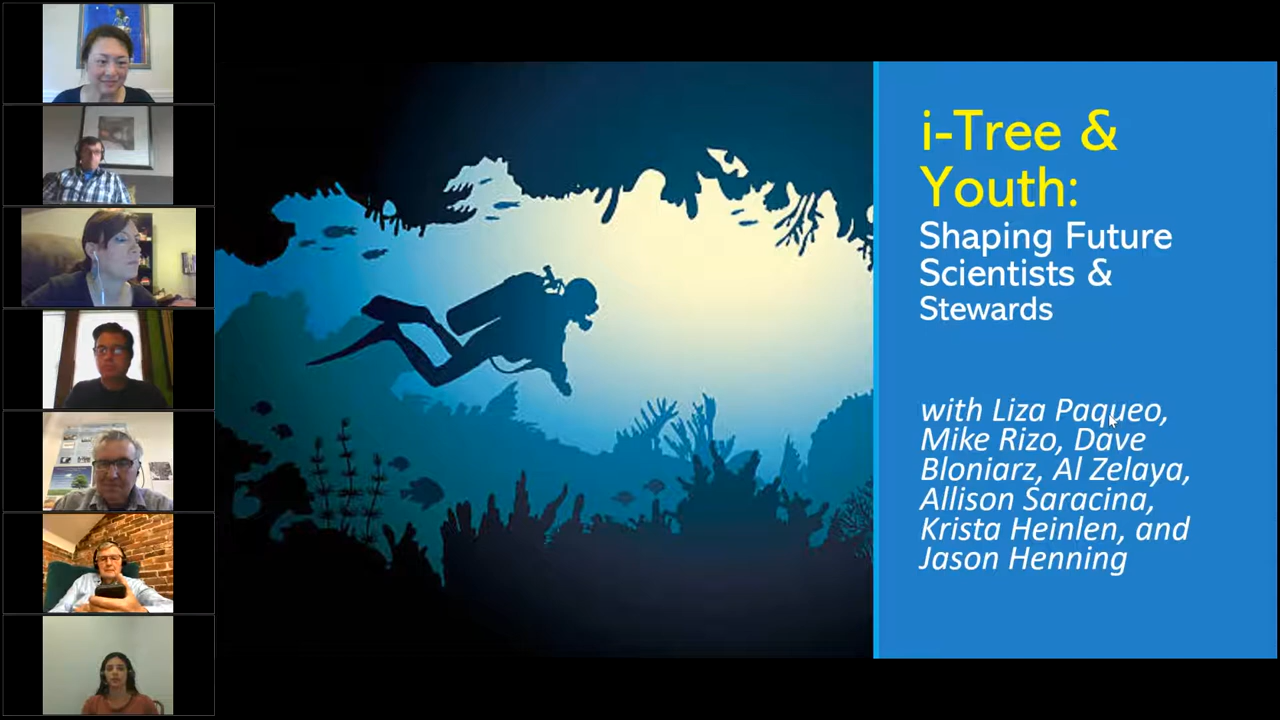 i-Tree &
Youth:
Shaping Future
Scientists &
Stewards
with Liza Paqueo,
Mike Rizo, Dave
Bloniarz, Al Zelaya,
Allison Saracina,
Krista Heinlen, and
Jason Henning